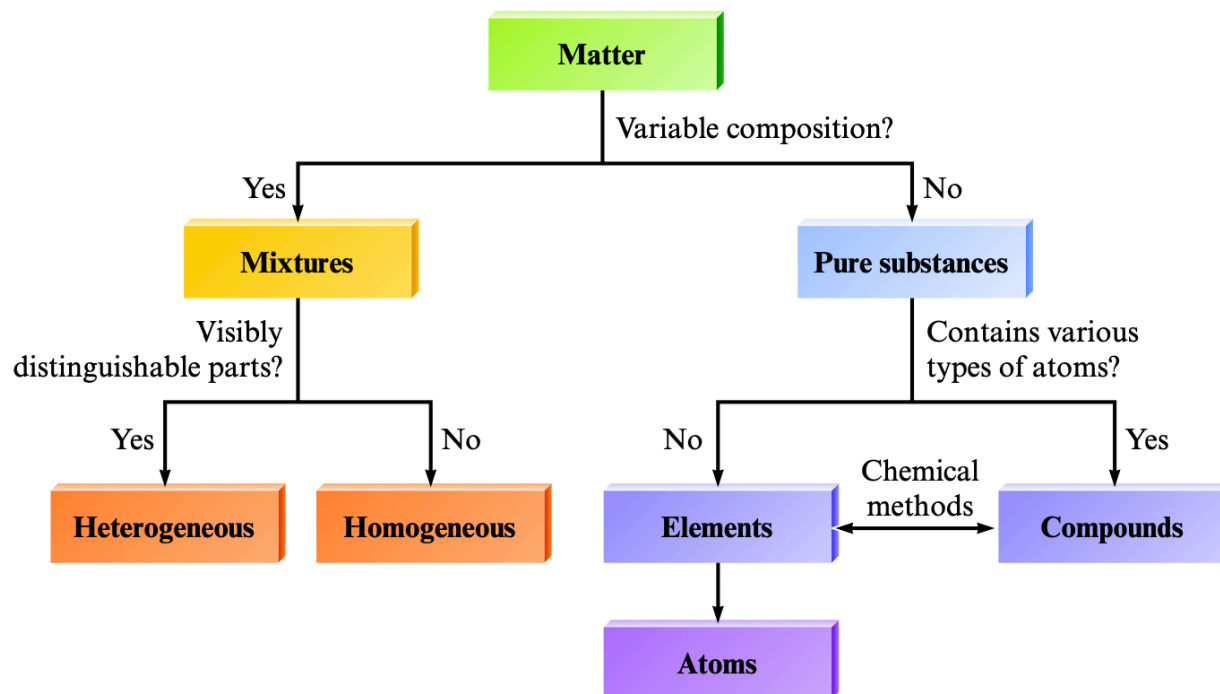 Matter
Variable composition?
Yes
No
Mixtures
Pure substances
Visibly
distinguishable parts?
Contains various
types of atoms?
Yes
No
No
Yes
Chemical
methods
Heterogeneous
Homogeneous
Elements
Compounds
Atoms